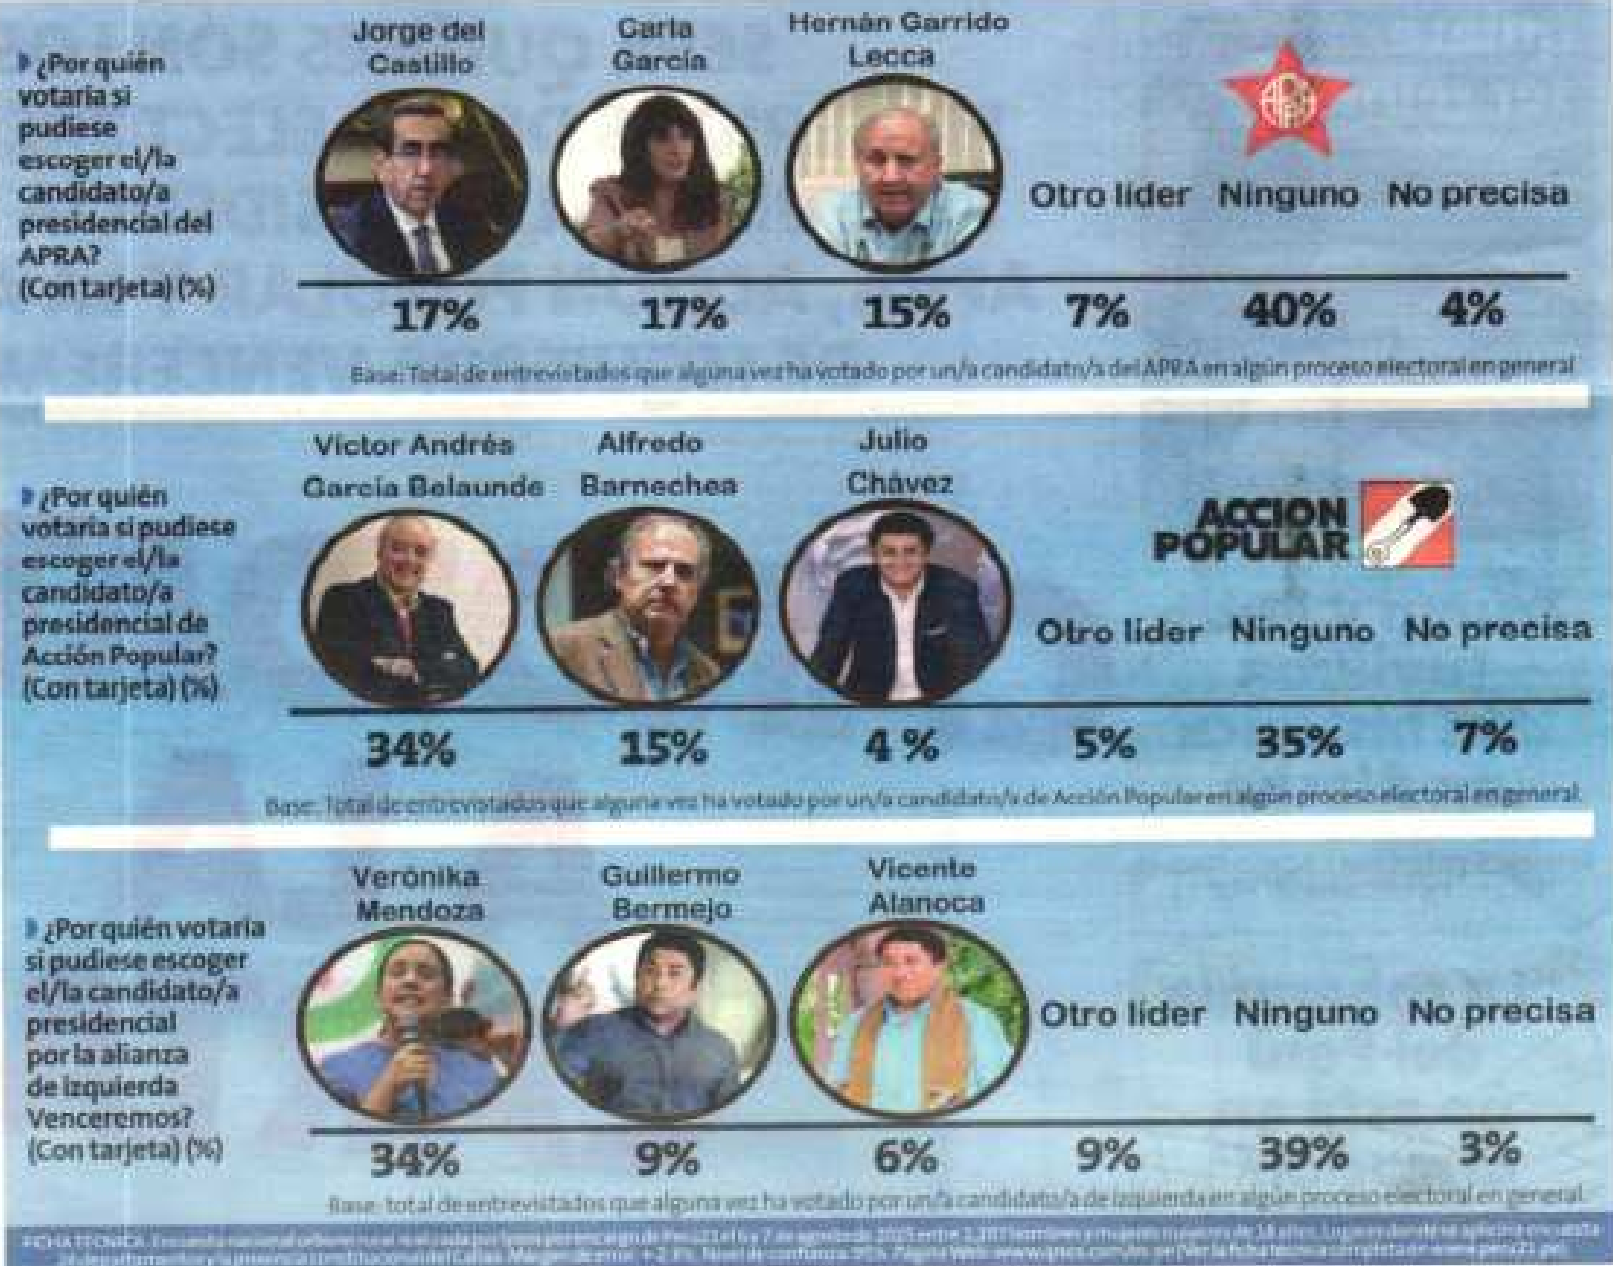 ¿Por quién
votaría si
pudiese
escoger el/la
candidato/a
presidencial del
APRA?
(Con tarjeta) (%)
Jorge del
Castillo
Carla
García
Hernán Garrido
Lecca
APRA
Otro líder Ninguno No precisa
17% 17% 15% 7% 40% 4%
Base: Total de entrevistados que alguna vez ha votado por un/a candidato/a del APRA en algún proceso electoral en general
¿Por quién
votaría si pudiese
escoger el/la
candidato/a
presidencial de
Acción Popular?
(Con tarjeta) (%)
Víctor Andrés
García Belaunde
Alfredo
Barnechea
Julio
Chávez
ACCION
POPULAR
Otro líder Ninguno No precisa
34% 15% 4 % 5% 35% 7%
Base: Total de entrevistados que alguna vez ha votado por un/a candidato/a de Acción Popular en algún proceso electoral en general.
¿Por quién votaría
si pudiese escoger
el/la candidato/a
presidencial
por la alianza
de izquierda
Venceremos?
(Con tarjeta) (%)
Verónika
Mendoza
Guillermo
Bermejo
Vicente
Alanoca
Otro líder Ninguno No precisa
34% 9% 6% 9% 39% 3%
Base: total de entrevistados que alguna vez ha votado por un/a candidato/a de izquierda en algún proceso electoral en general.
FICHA TÉCNICA: